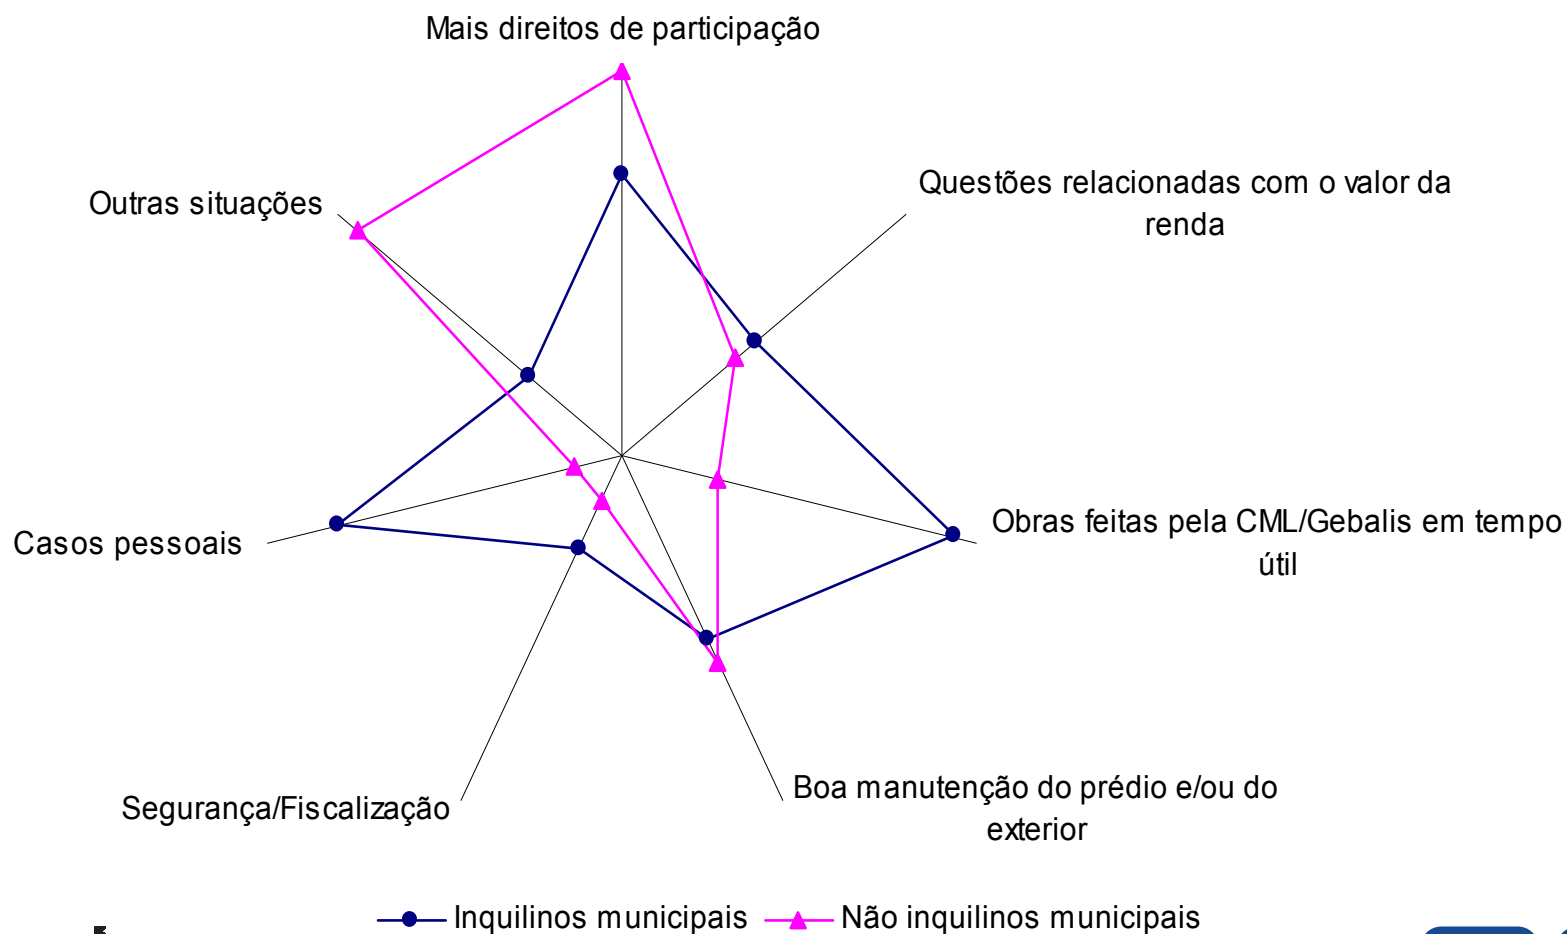 Mais direitos de participação
Questões relacionadas com o valor da
renda
Outras situações
Obras feitas pela CML/Gebalis em tempo
útil
Casos pessoais
Boa manutenção do prédio e/ou do
exterior
Segurança/Fiscalização
Inquilinos municipais
Não inquilinos municipais